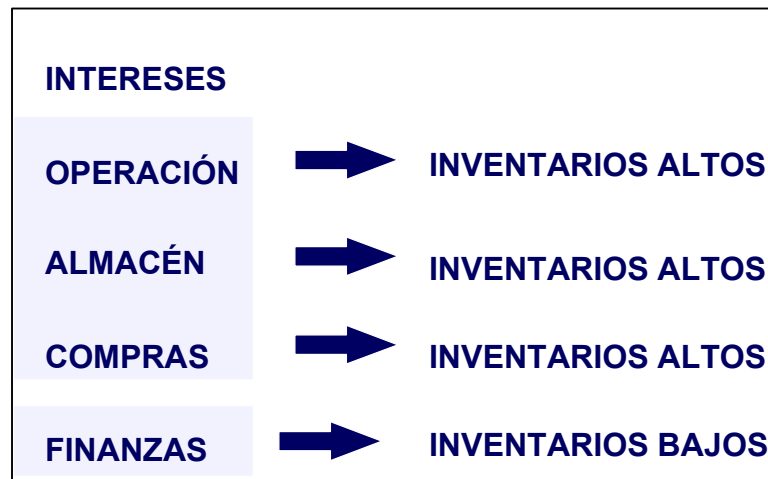 INTERESES
OPERACIÓN INVENTARIOS ALTOS
ALMACÉN INVENTARIOS ALTOS
COMPRAS INVENTARIOS ALTOS
FINANZAS INVENTARIOS BAJOS